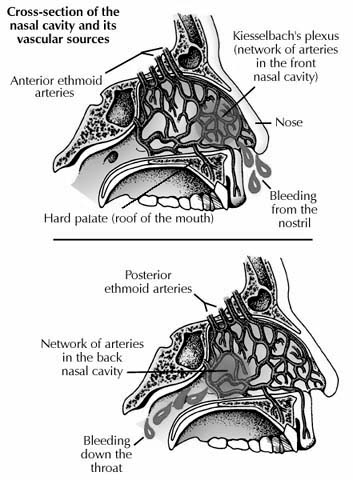 Cross-section of the
nasal cavity and its
vascular sources
Kiesselbach's plexus
(network of arteries
in the front
nasal cavity)
Anterior ethmoid
arteries
Nose
Bleeding
from the
nostril
Hard patate (roof of the mouth)
Posterior
ethmoid arteries
Network of arteries
in the back
nasal cavity
Bleeding
down the
throat